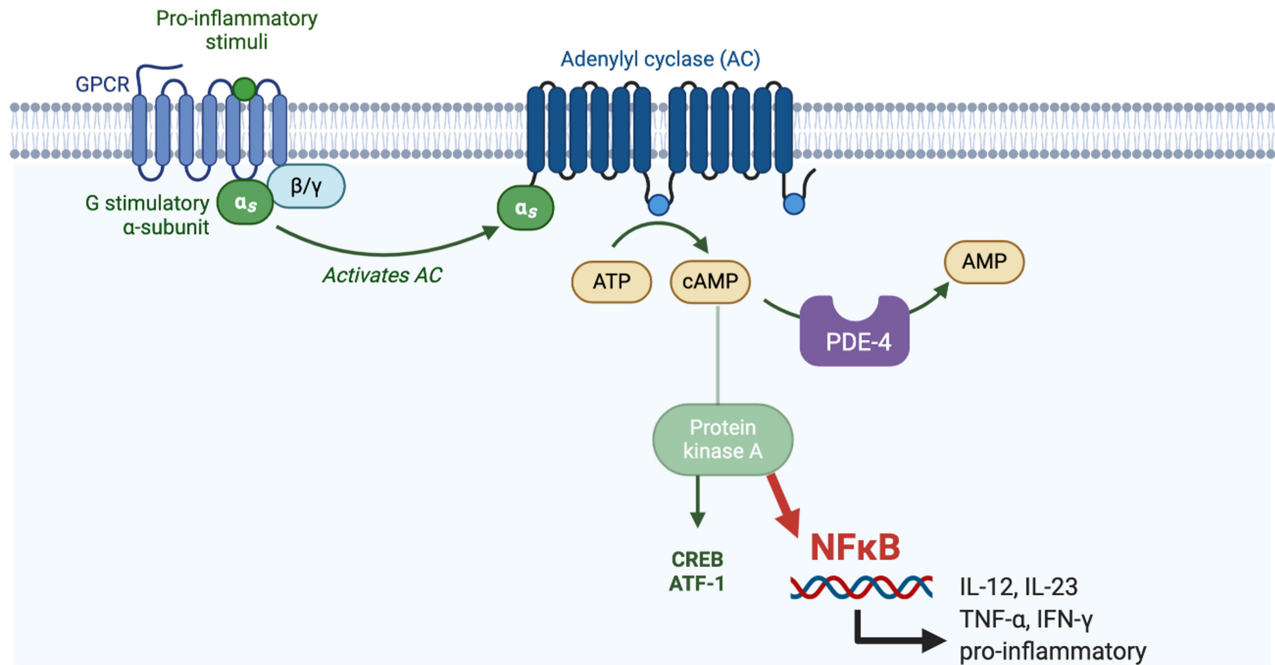 Pro-inflammatory
stimuli
GPCR
Adenylyl cyclase (AC)
β/γ
G stimulatory
α-subunit
αs
αs
Activates AC
ATP
cAMP
AMP
PDE-4
Protein
kinase A
CREB
ATF-1
NFκB
IL-12, IL-23
TNF-α, IFN-γ
pro-inflammatory